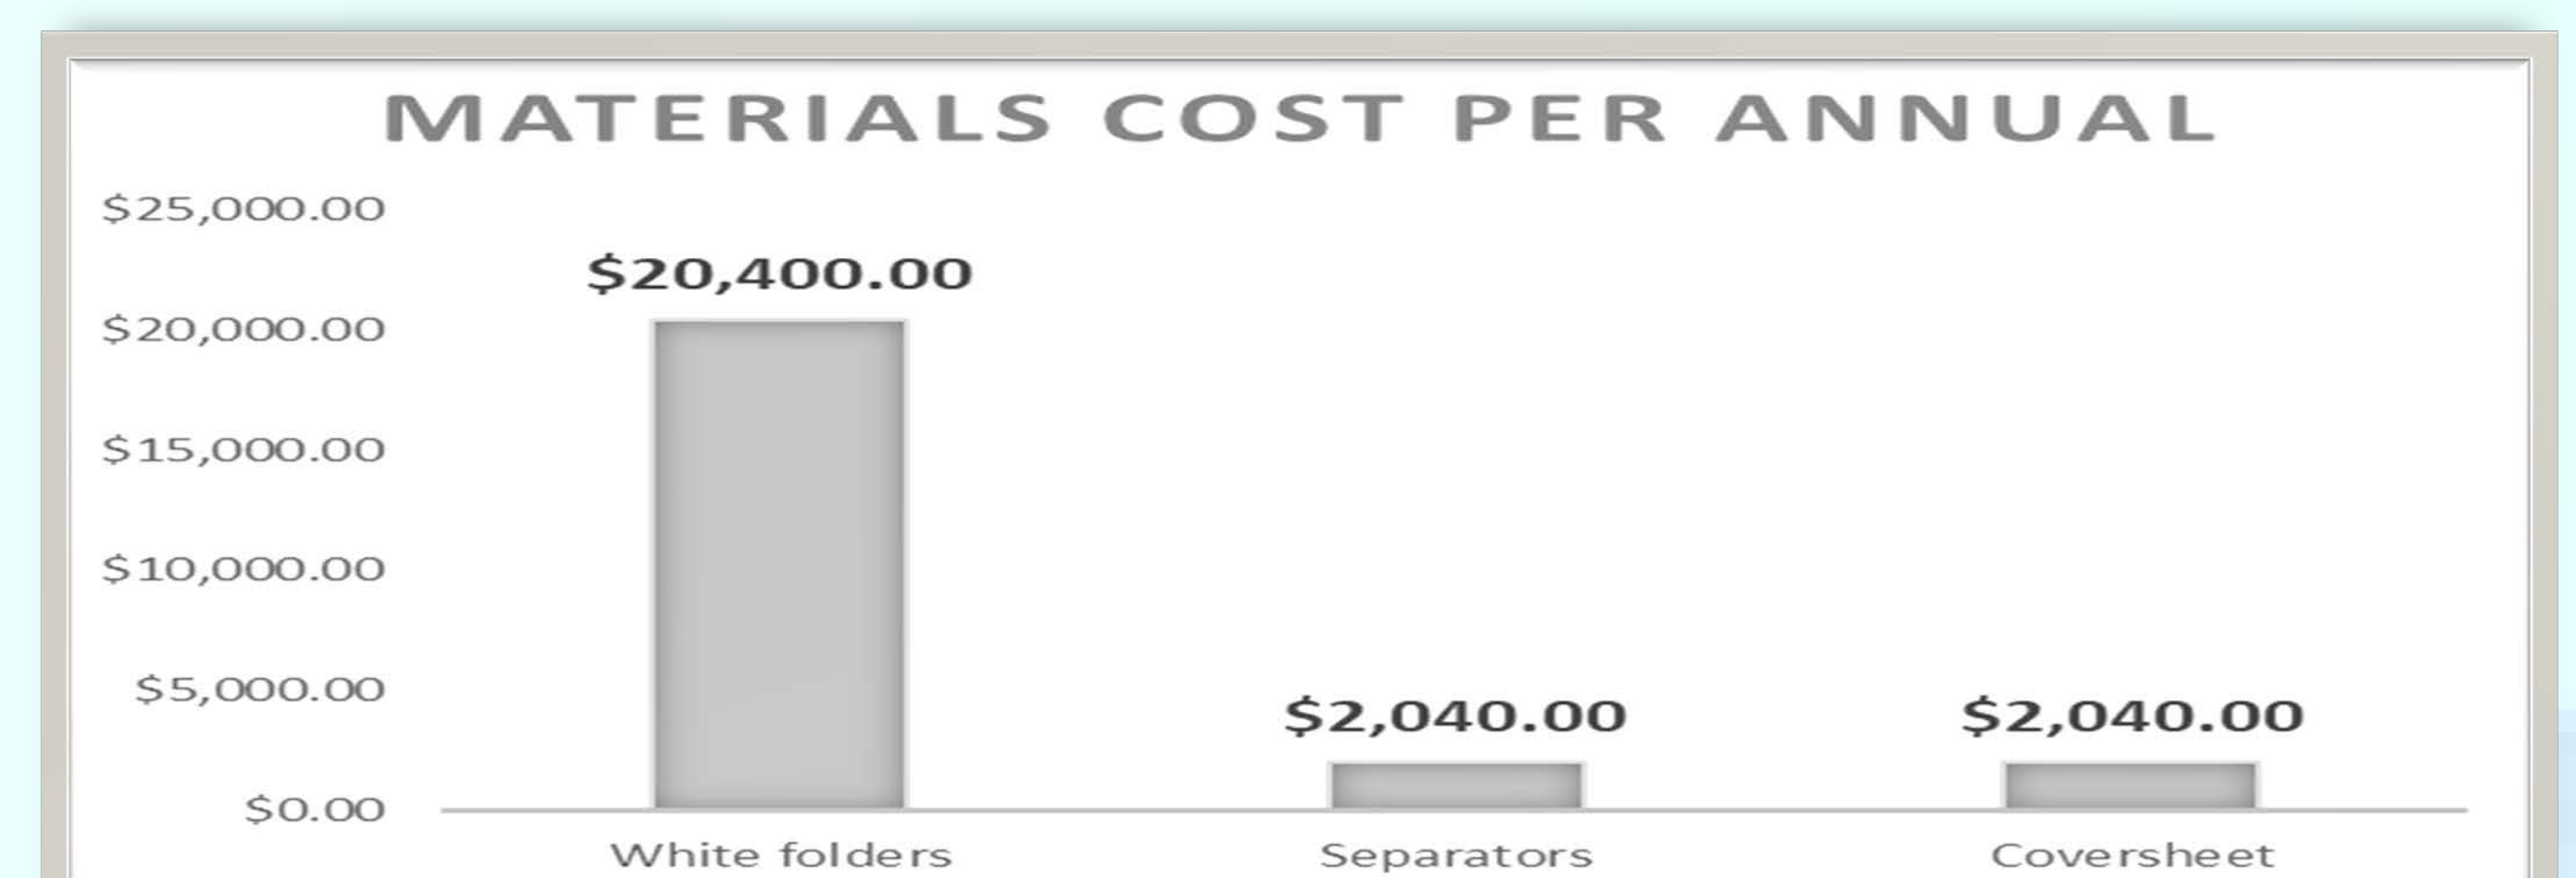 MATERIALS COST PER ANNUAL
$25,000.00
$20,400.00
$20,000.00
$15,000.00
$10,000.00
$5,000.00
$2,040.00
$2,040.00
$0.00
White folders
Separators
Coversheet